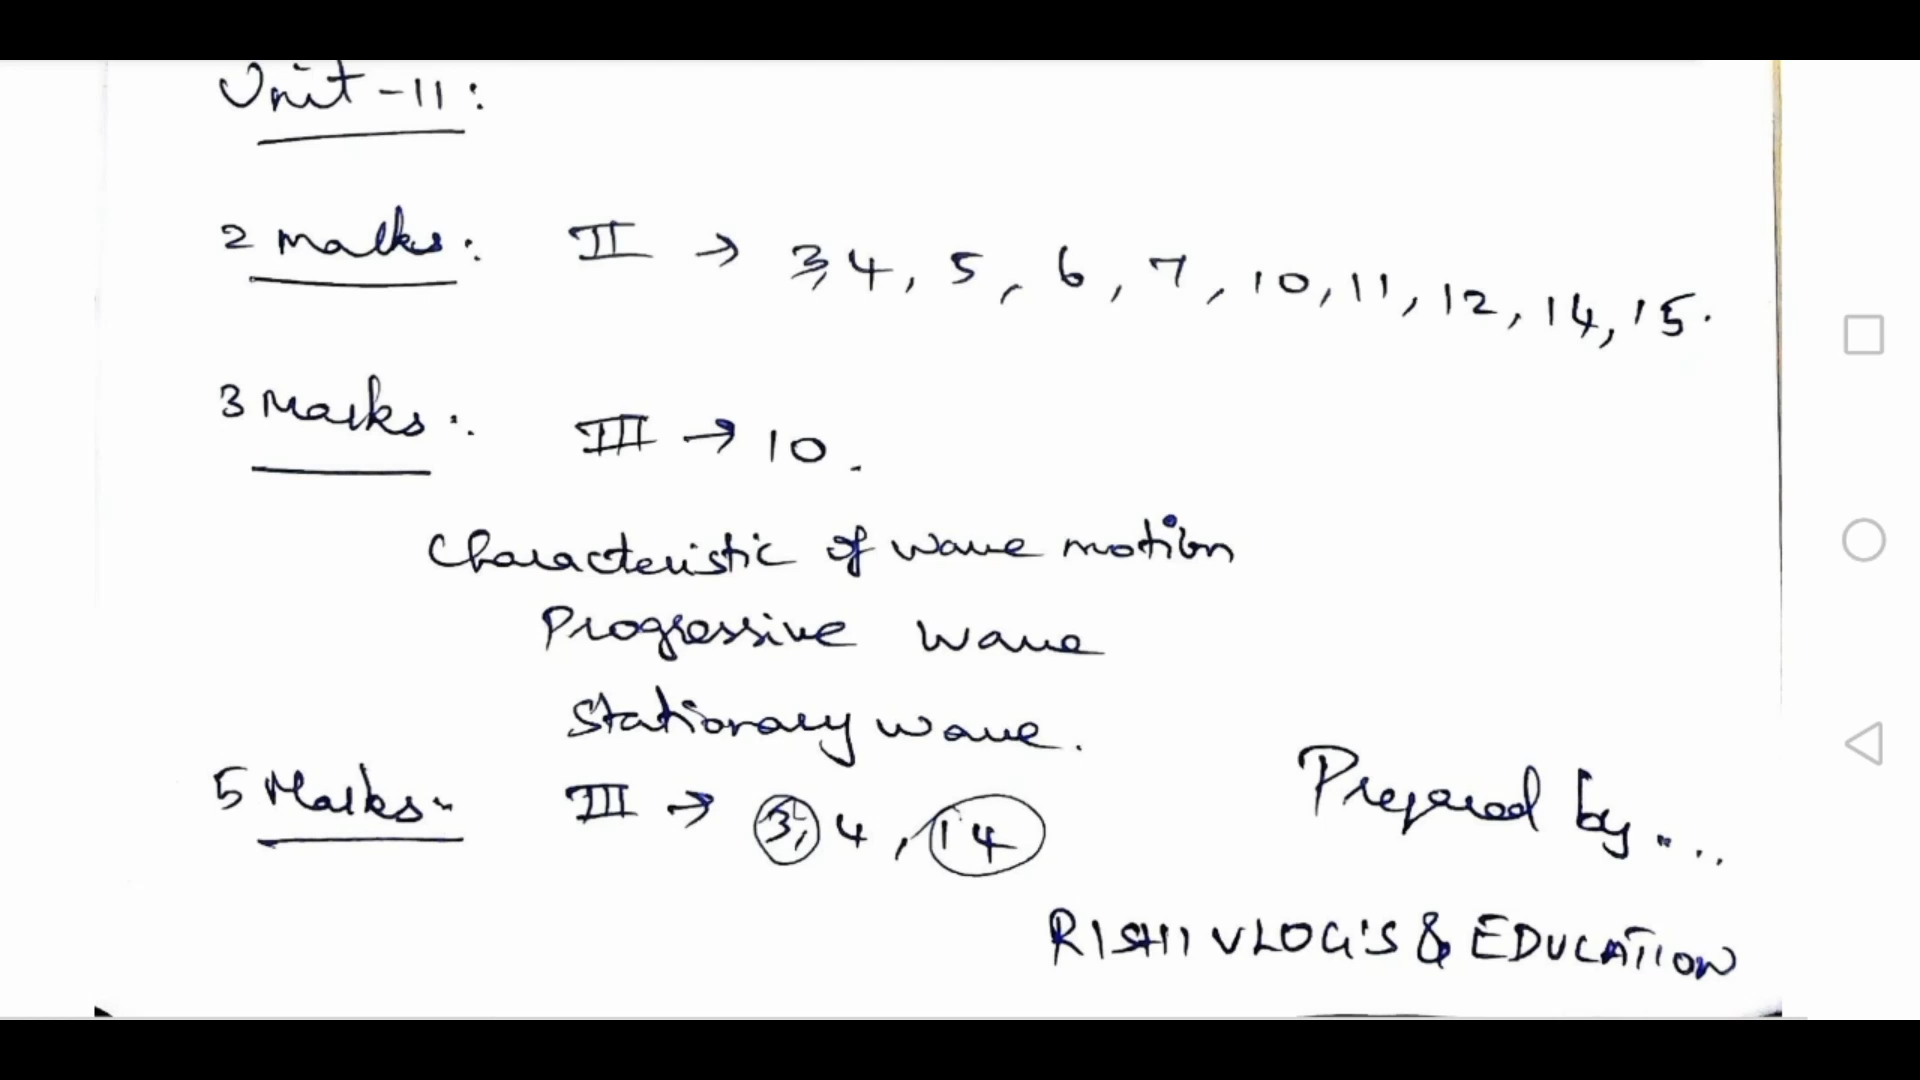 Unit - 11 :
2 marks : II → 3, 4, 5, 6, 7, 10, 11, 12, 14, 15.
3 Marks : III → 10.
Characteristic of wave motion
Progressive wave
Stationary wave.
5 Marks - III → 3, 4, 14
Prepared by....
RISHI VLOG'S & EDUCATION